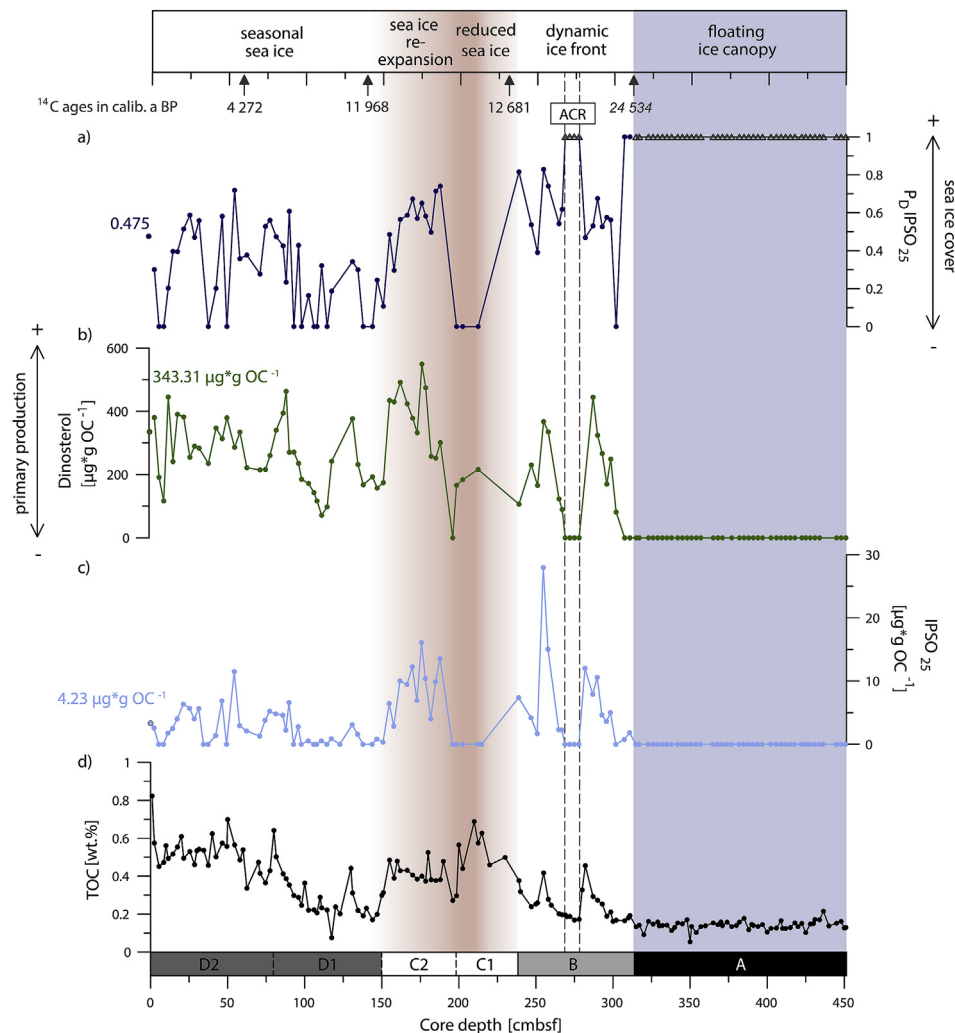 seasonal
sea ice
sea ice
re-
expansion
reduced
sea ice
dynamic
ice front
floating
ice canopy
14C ages in calib. a BP
4 272
11 968
12 681
24 534
ACR
a)
0.475
1
0.8
0.6
0.4
0.2
0
PD IPSO25
+
sea ice cover
-
b)
+
primary production
-
Dinosterol
[µg*g OC-1]
600
400
200
0
343.31 µg*g OC-1
c)
4.23 µg*g OC-1
30
20
10
0
IPSO25
[µg*g OC-1]
d)
TOC [wt.%]
1
0.8
0.6
0.4
0.2
0
D2 D1 C2 C1 B A
0 50 100 150 200 250 300 350 400 450
Core depth [cmbsf]